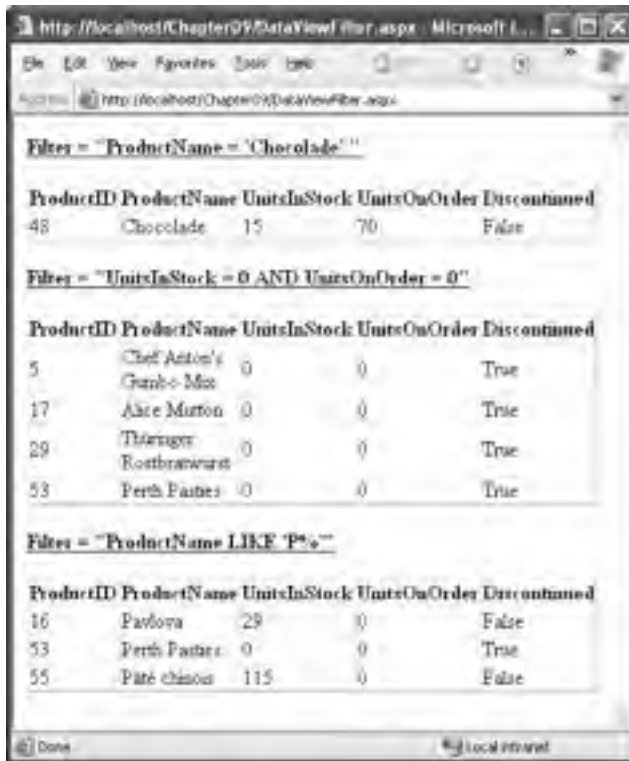 http://localhost/Chapter09/DataViewFilter.aspx - Microsoft I...
File Edit View Favorites Tools Help
Address http://localhost/Chapter09/DataViewFilter.aspx
Filter = "ProductName = 'Chocolade' "
ProductID ProductName UnitsInStock UnitsOnOrder Discontinued
48 Chocolade 15 70 False
Filter = "UnitsInStock = 0 AND UnitsOnOrder = 0"
ProductID ProductName UnitsInStock UnitsOnOrder Discontinued
5 Chef Anton's Gumbo Mix 0 0 True
17 Alice Mutton 0 0 True
29 Thüringer Rostbratwurst 0 0 True
53 Perth Pasties 0 0 True
Filter = "ProductName LIKE 'P%'"
ProductID ProductName UnitsInStock UnitsOnOrder Discontinued
16 Pavlova 29 0 False
53 Perth Pasties 0 0 True
55 Pâté chinois 115 0 False
Done Local intranet